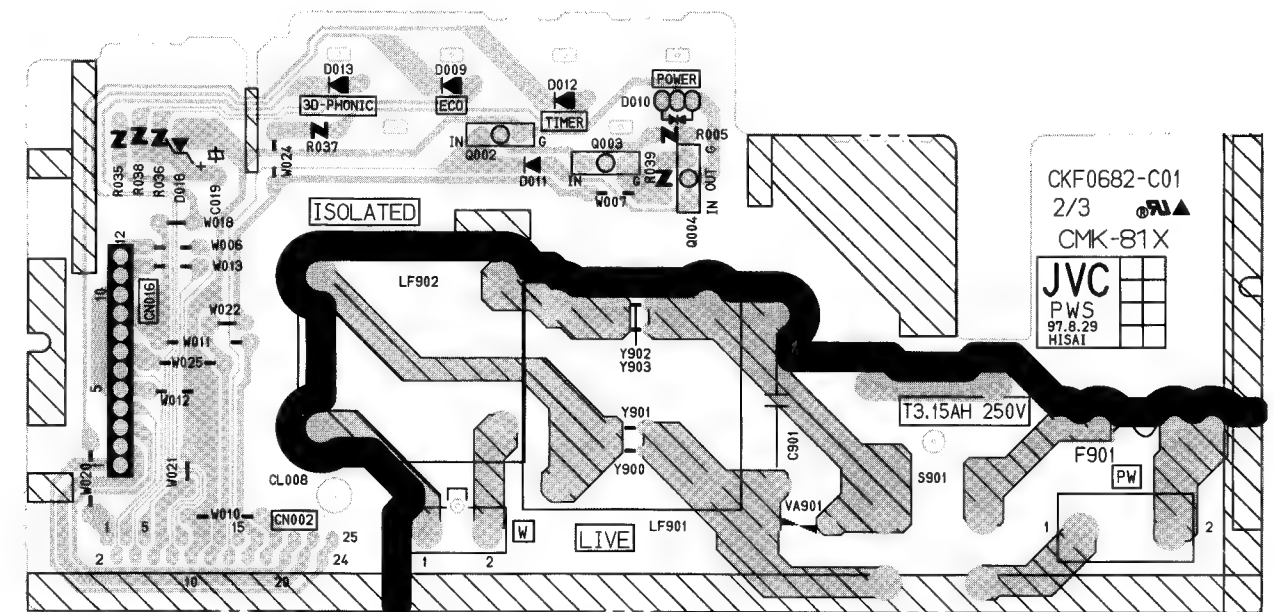 D013
3D-PHONIC
D009
ECO
D012
TIMER
POWER
D010
R005
R035
R038
R036
D016
C019
+
W024
R037
IN
G
Q002
D011
Q003
IN
G
W007
R039
IN OUT G
Q004
CKF0682-C01
2/3
CMK-81X
JVC
PWS
97.8.29
HISAI
ISOLATED
W018
W006
W013
12
10
CN016
5
LF902
W022
W011
W025
W012
Y902
Y903
Y901
Y900
C901
T3.15AH 250V
F901
PW
S901
VA901
W020
W021
CL008
W010
15
CN002
1
5
25
2
10
20
24
W
1
2
LIVE
LF901
1
2